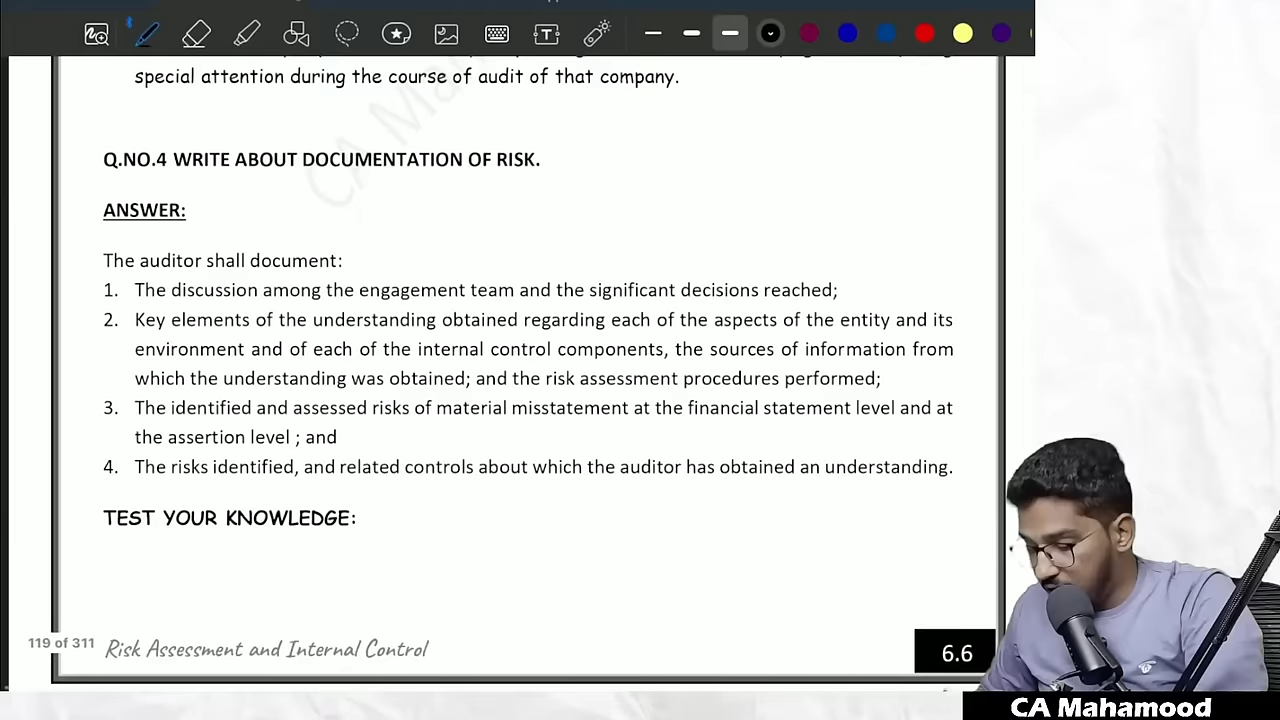 special attention during the course of audit of that company.
Q.NO.4 WRITE ABOUT DOCUMENTATION OF RISK.
ANSWER:
The auditor shall document:
1. The discussion among the engagement team and the significant decisions reached;
2. Key elements of the understanding obtained regarding each of the aspects of the entity and its
environment and of each of the internal control components, the sources of information from
which the understanding was obtained; and the risk assessment procedures performed;
3. The identified and assessed risks of material misstatement at the financial statement level and at
the assertion level ; and
4. The risks identified, and related controls about which the auditor has obtained an understanding.
TEST YOUR KNOWLEDGE:
119 of 311
Risk Assessment and Internal Control
6.6
CA Mahamood